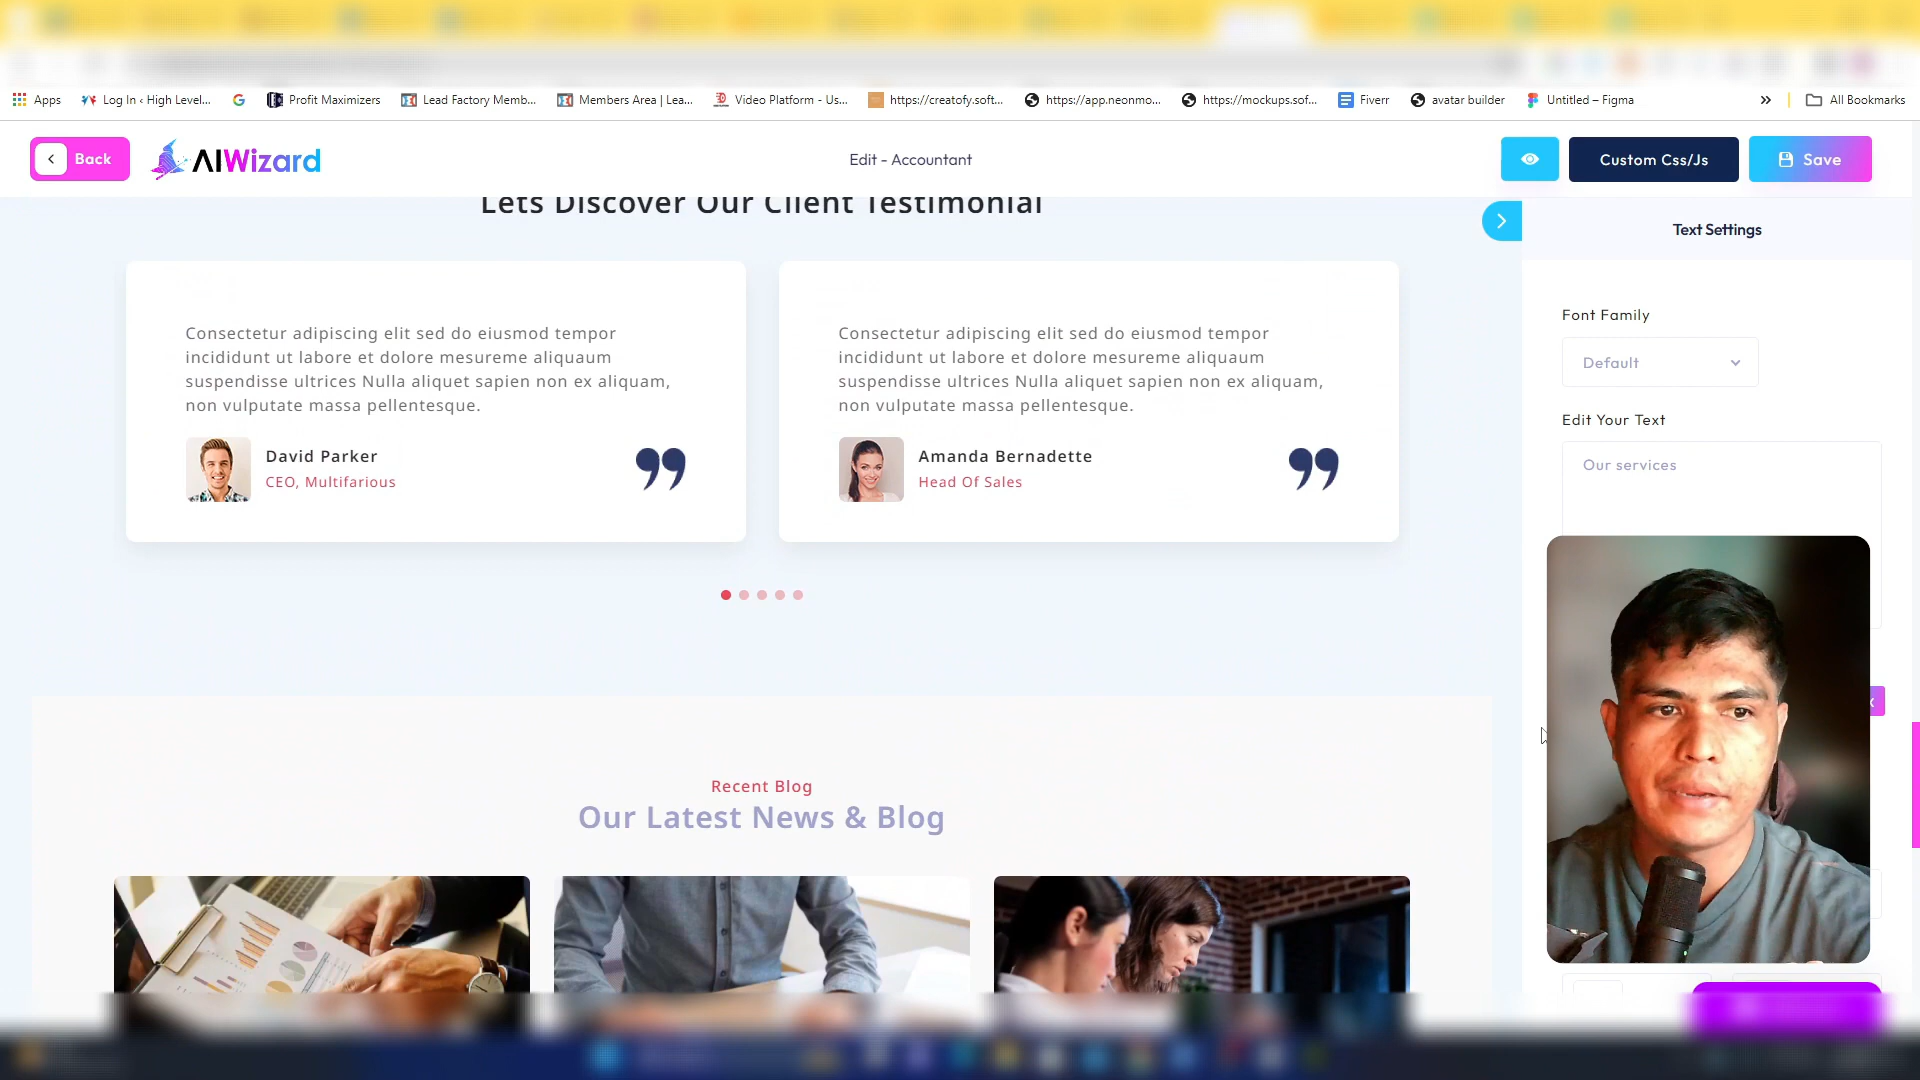 Apps
Log In ‹ High Level...
Profit Maximizers
Lead Factory Memb...
Members Area | Lea...
Video Platform - Us...
https://creatofy.soft...
https://app.neonmo...
https://mockups.sof...
Fiverr
avatar builder
Untitled – Figma
All Bookmarks
Back
AIWizard
Edit - Accountant
Custom Css/Js
Save
Lets Discover Our Client Testimonial
Text Settings
Font Family
Default
Edit Your Text
Our services
Consectetur adipiscing elit sed do eiusmod tempor
incididunt ut labore et dolore mesureme aliquaum
suspendisse ultrices Nulla aliquet sapien non ex aliquam,
non vulputate massa pellentesque.
David Parker
CEO, Multifarious
Consectetur adipiscing elit sed do eiusmod tempor
incididunt ut labore et dolore mesureme aliquaum
suspendisse ultrices Nulla aliquet sapien non ex aliquam,
non vulputate massa pellentesque.
Amanda Bernadette
Head Of Sales
Recent Blog
Our Latest News & Blog